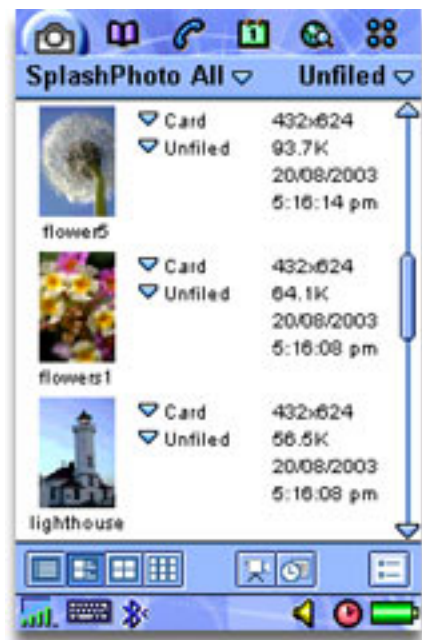 1
SplashPhoto All Unfiled
Card 432x624
Unfiled 93.7K
20/08/2003
5:16:14 pm
flower5
Card 432x624
Unfiled 64.1K
20/08/2003
5:16:08 pm
flowers1
Card 432x624
Unfiled 56.5K
20/08/2003
5:16:08 pm
lighthouse